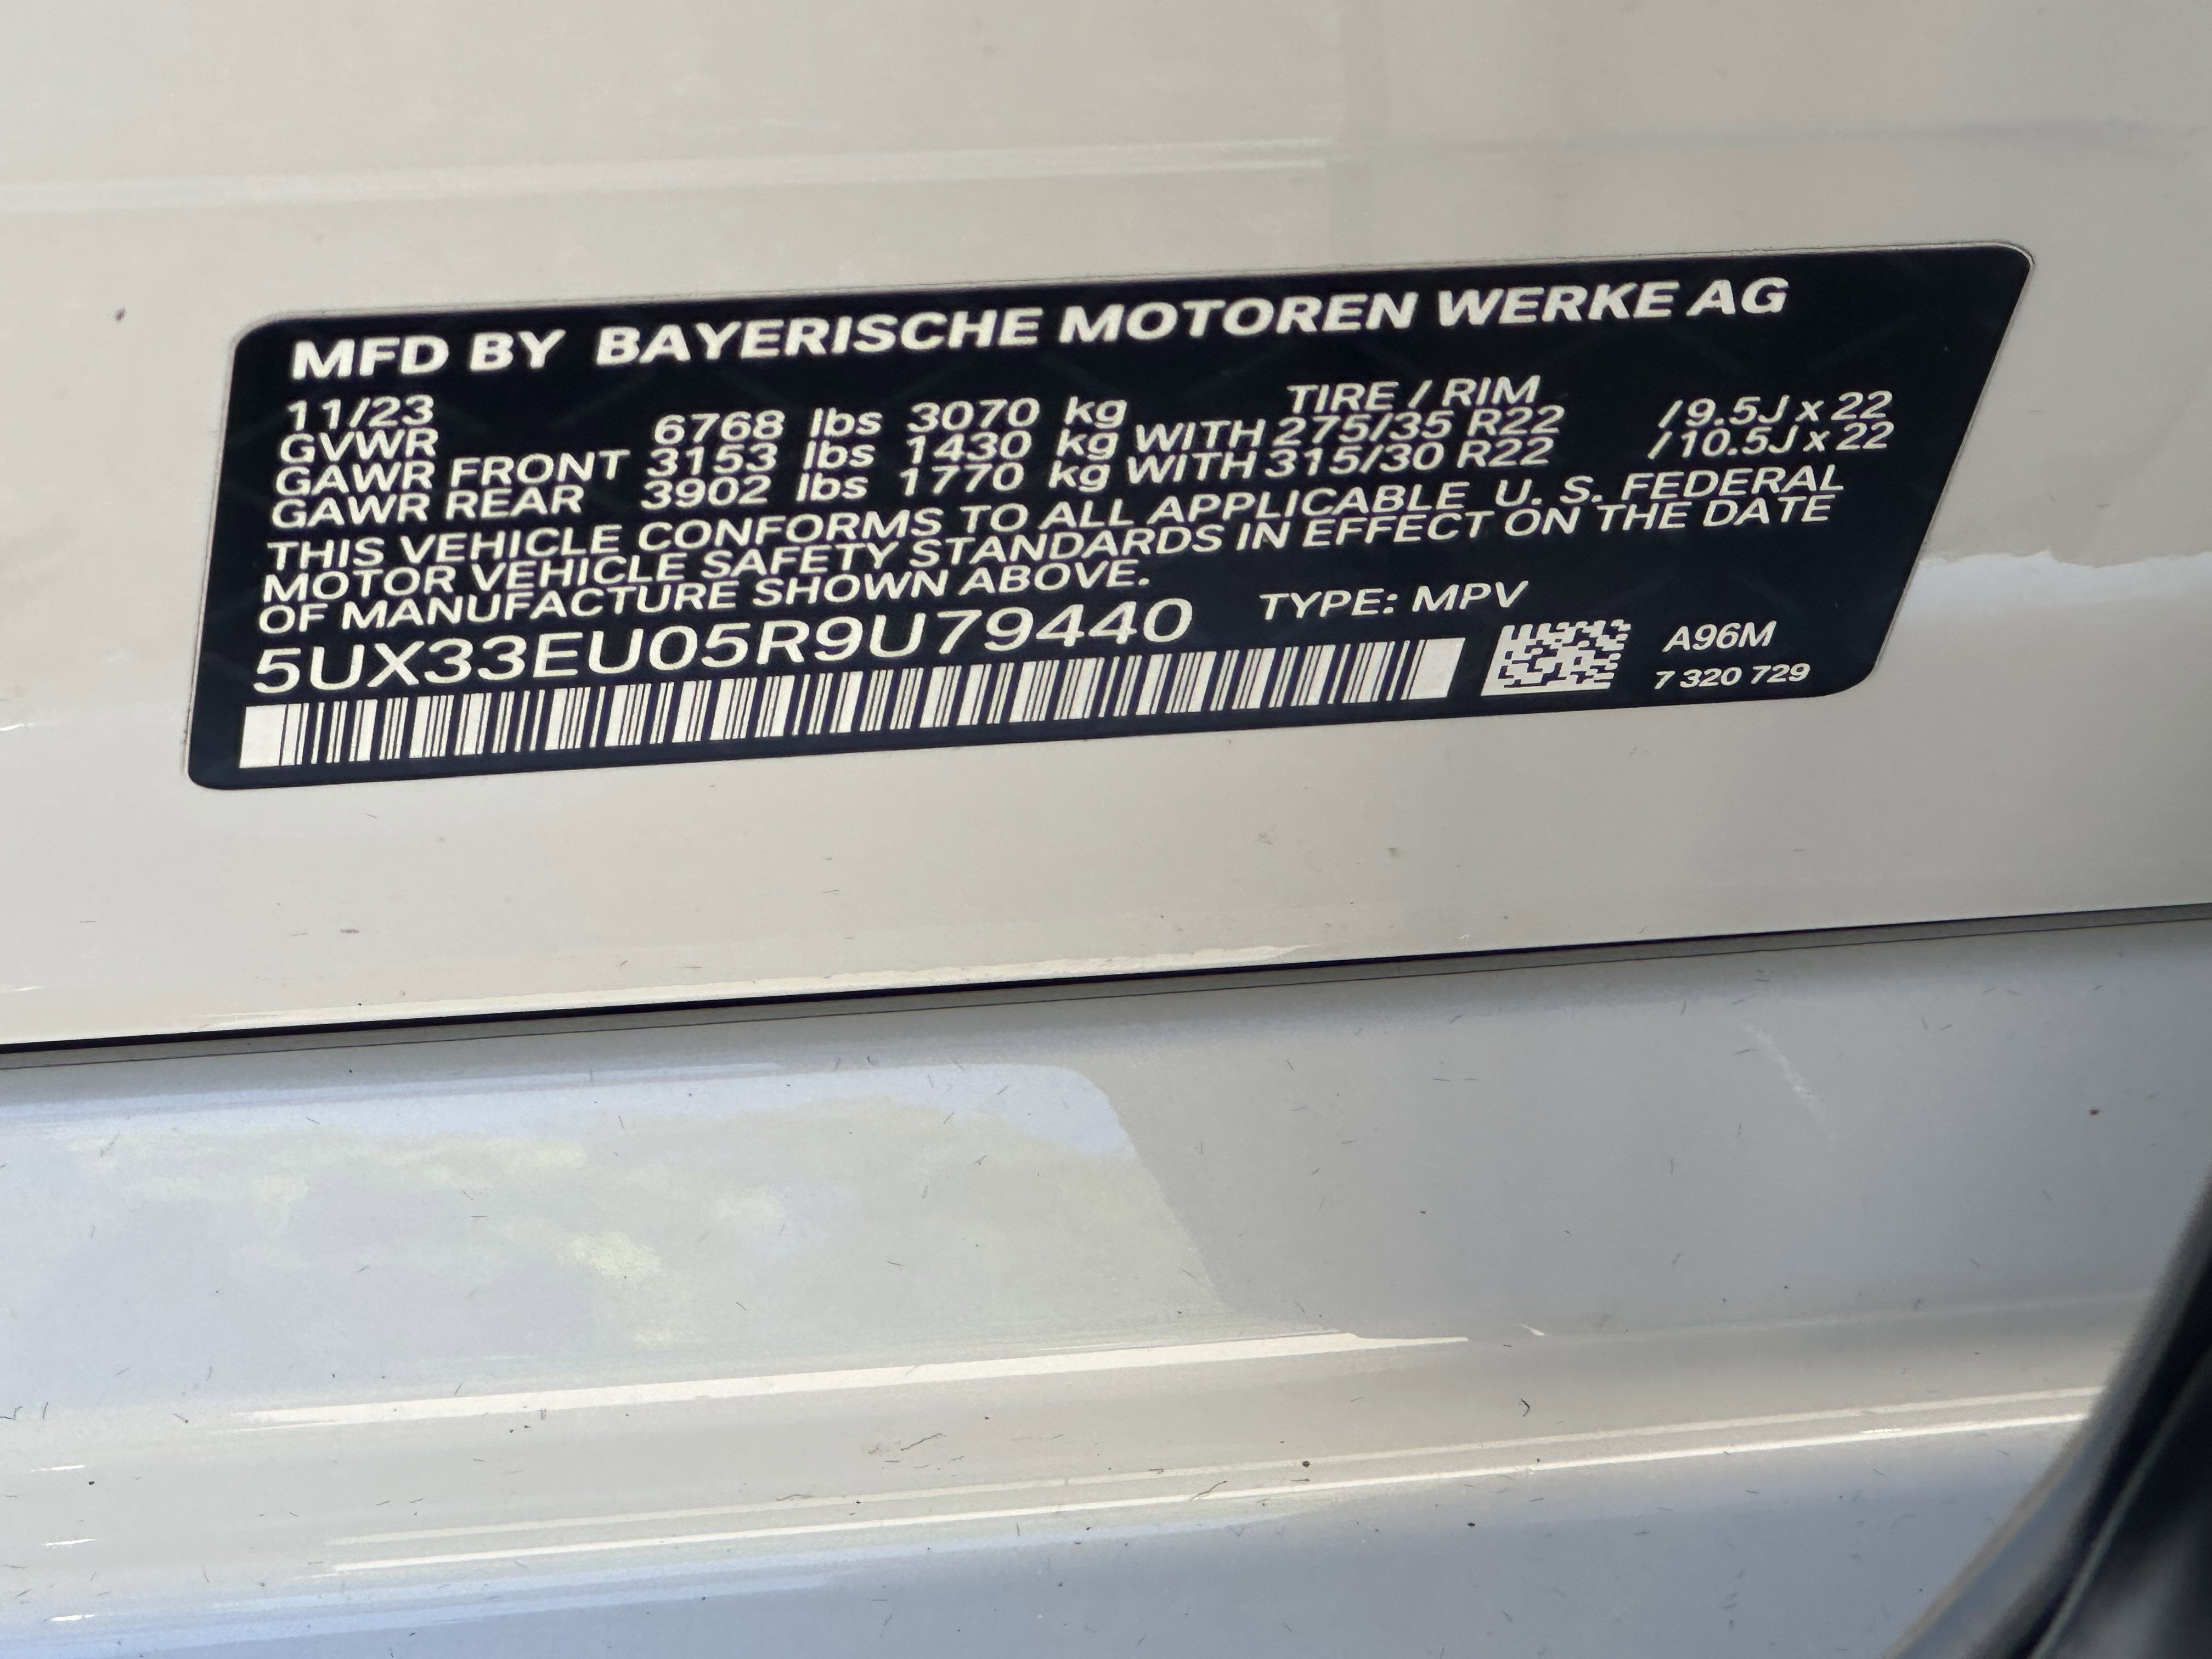 MFD BY BAYERISCHE MOTOREN WERKE AG
11/23 TIRE / RIM
GVWR 6768 lbs 3070 kg
GAWR FRONT 3153 lbs 1430 kg WITH 275/35 R22 / 9.5J x 22
GAWR REAR 3902 lbs 1770 kg WITH 315/30 R22 / 10.5J x 22
THIS VEHICLE CONFORMS TO ALL APPLICABLE U. S. FEDERAL
MOTOR VEHICLE SAFETY STANDARDS IN EFFECT ON THE DATE
OF MANUFACTURE SHOWN ABOVE.
5UX33EU05R9U79440 TYPE: MPV
A96M
7 320 729